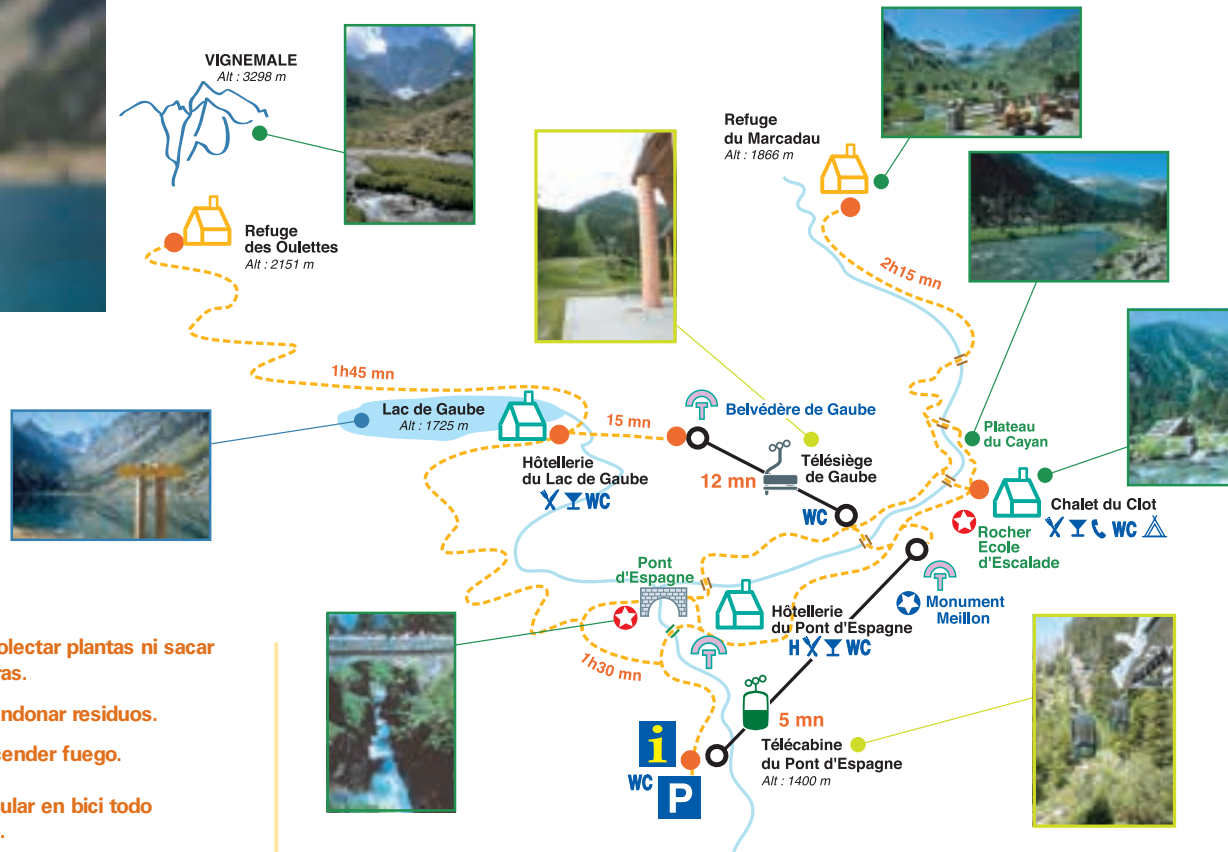 VIGNEMALE
Alt : 3298 m
Refuge
du Marcadau
Alt : 1866 m
Refuge
des Oulettes
Alt : 2151 m
2h15 mn
1h45 mn
Lac de Gaube
Alt : 1725 m
15 mn
Belvédère de Gaube
Plateau
du Cayan
Hôtellerie
du Lac de Gaube
WC
12 mn
Télésiège
de Gaube
WC
Chalet du Clot
WC
Rocher
Ecole
d'Escalade
Pont
d'Espagne
Hôtellerie
du Pont d'Espagne
H WC
Monument
Meillon
1h30 mn
5 mn
Télécabine
du Pont d'Espagne
Alt : 1400 m
i
WC
P
olectar plantas ni sacar
as.
ndonar residuos.
cender fuego.
ular en bici todo